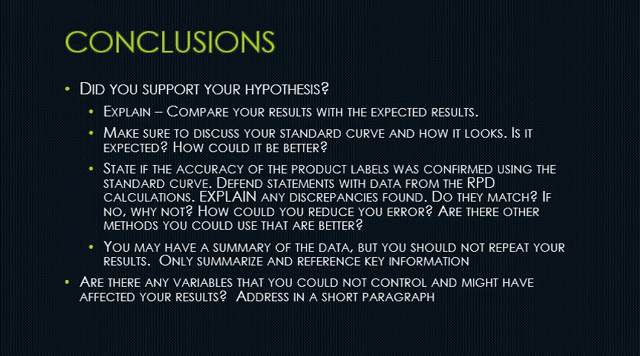 CONCLUSIONS
• DID YOU SUPPORT YOUR HYPOTHESIS?
• EXPLAIN – COMPARE YOUR RESULTS WITH THE EXPECTED RESULTS.
• MAKE SURE TO DISCUSS YOUR STANDARD CURVE AND HOW IT LOOKS. IS IT
EXPECTED? HOW COULD IT BE BETTER?
• STATE IF THE ACCURACY OF THE PRODUCT LABELS WAS CONFIRMED USING THE
STANDARD CURVE. DEFEND STATEMENTS WITH DATA FROM THE RPD
CALCULATIONS. EXPLAIN ANY DISCREPANCIES FOUND. DO THEY MATCH? IF
NO, WHY NOT? HOW COULD YOU REDUCE YOU ERROR? ARE THERE OTHER
METHODS YOU COULD USE THAT ARE BETTER?
• YOU MAY HAVE A SUMMARY OF THE DATA, BUT YOU SHOULD NOT REPEAT YOUR
RESULTS. ONLY SUMMARIZE AND REFERENCE KEY INFORMATION
• ARE THERE ANY VARIABLES THAT YOU COULD NOT CONTROL AND MIGHT HAVE
AFFECTED YOUR RESULTS? ADDRESS IN A SHORT PARAGRAPH